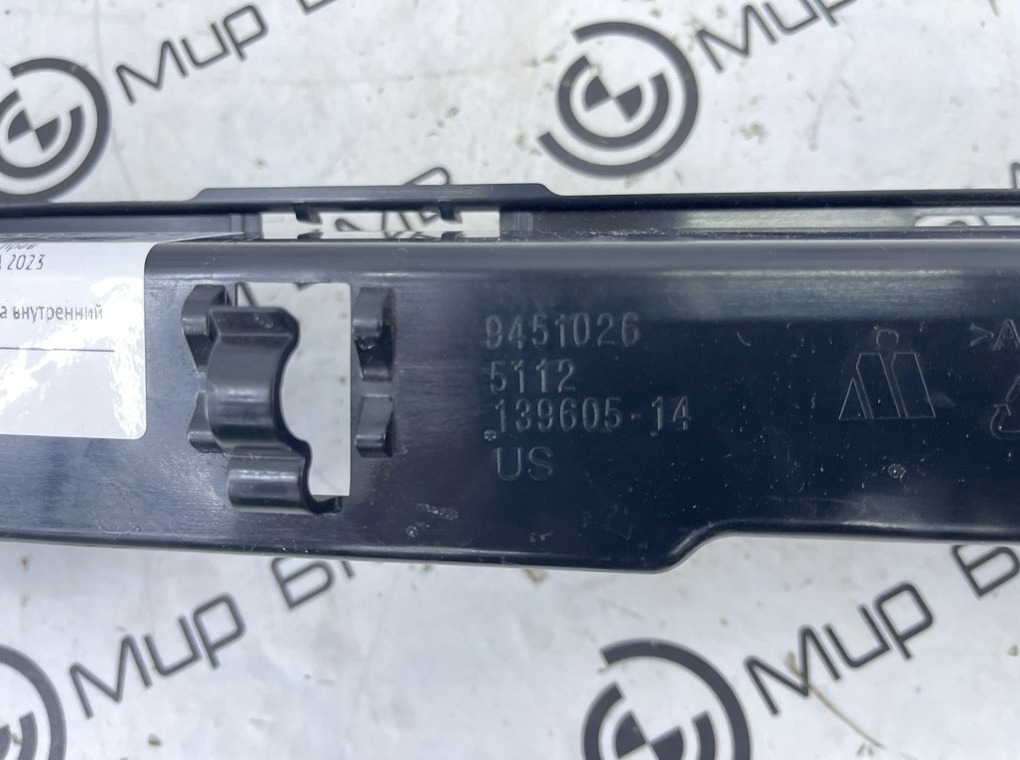 Мир
Мир
2023
а внутренний
9451026
5112
139605-14
US
>A
Мир
Мир